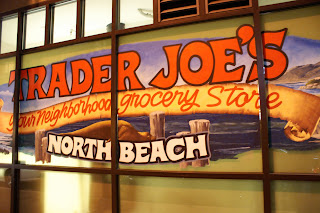 TRADER JOE'S
Your Neighborhood grocery Store
NORTH BEACH